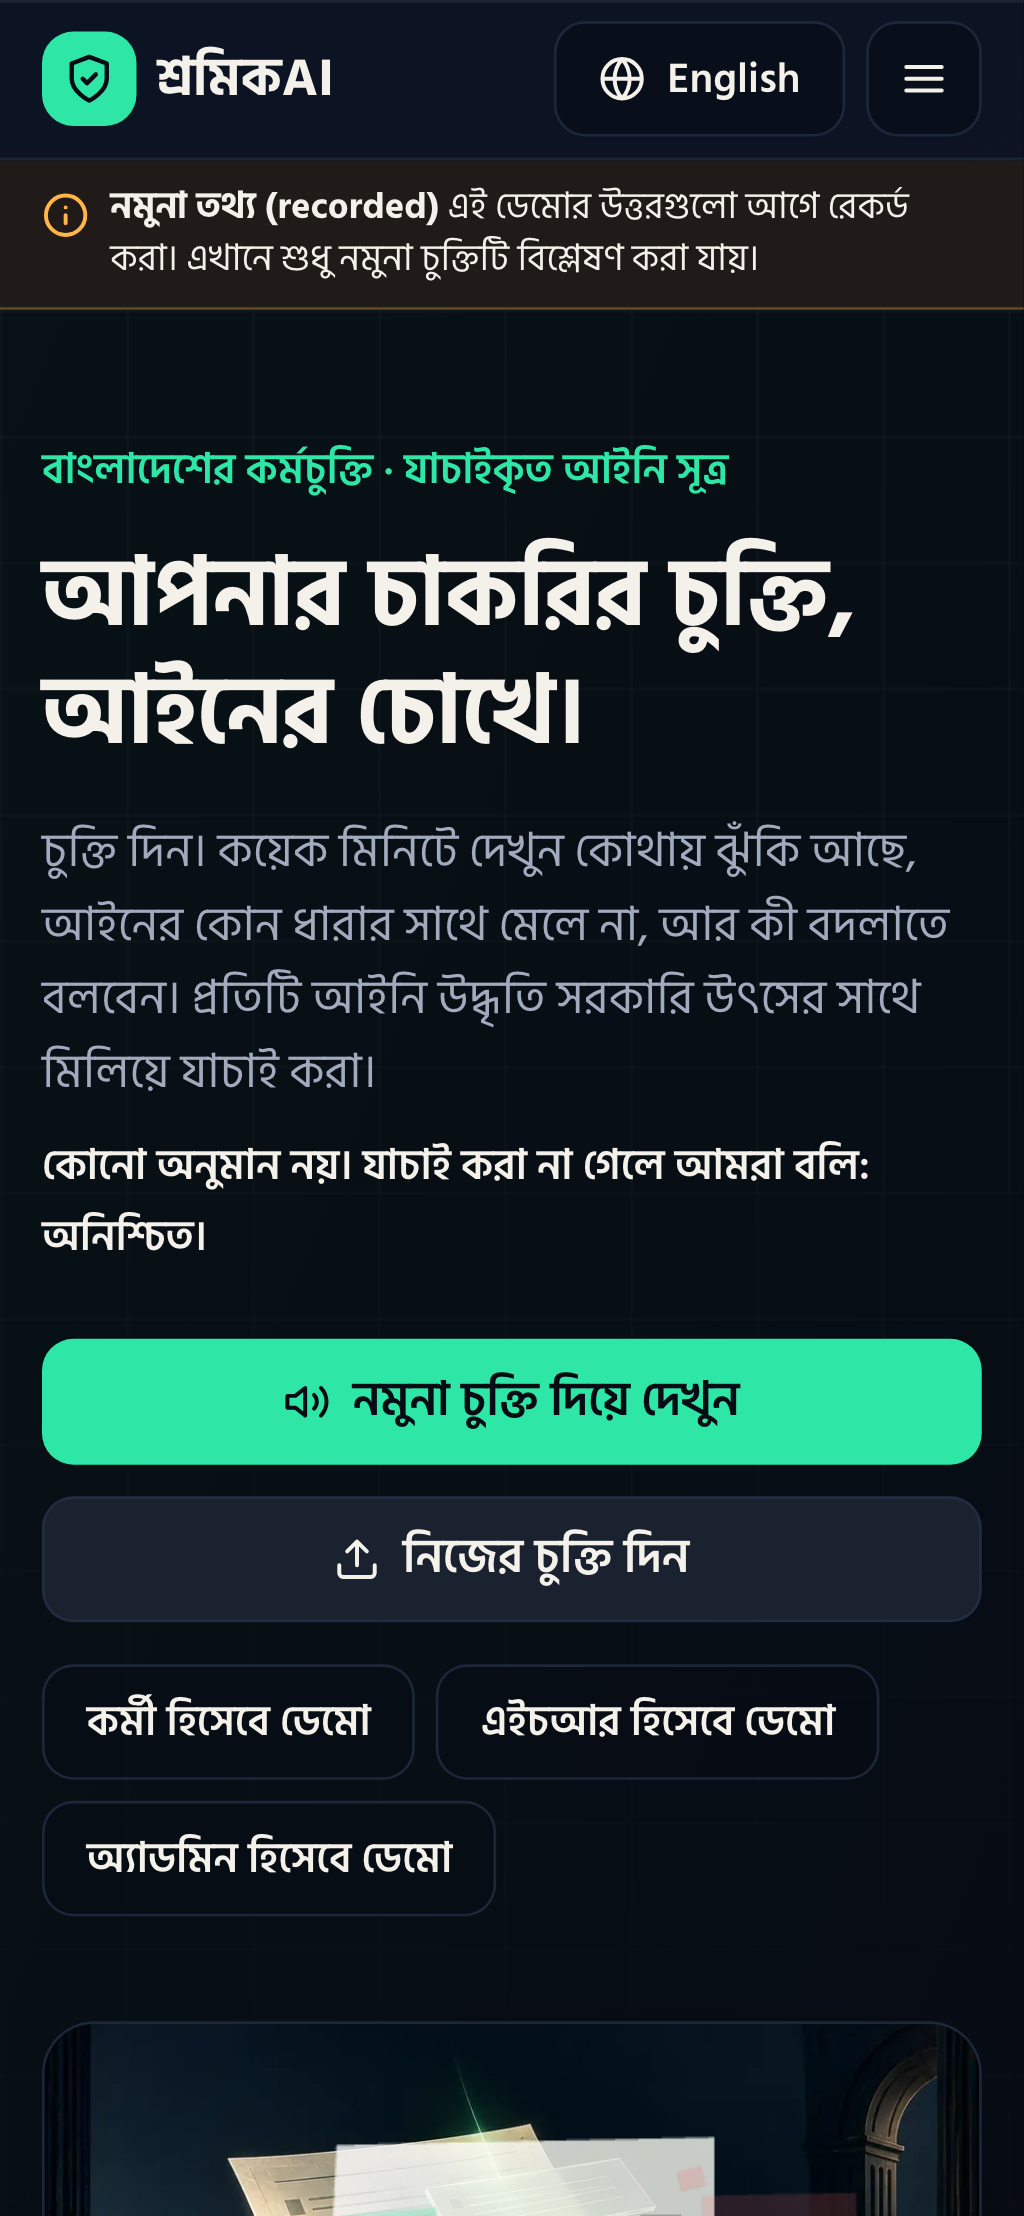 শ্রমিকAI
English
নমুনা তথ্য (recorded) এই ডেমোর উত্তরগুলো আগে রেকর্ড
করা। এখানে শুধু নমুনা চুক্তিটি বিশ্লেষণ করা যায়।
বাংলাদেশের কর্মচুক্তি · যাচাইকৃত আইনি সূত্র
আপনার চাকরির চুক্তি,
আইনের চোখে।
চুক্তি দিন। কয়েক মিনিটে দেখুন কোথায় ঝুঁকি আছে,
আইনের কোন ধারার সাথে মেলে না, আর কী বদলাতে
বলবেন। প্রতিটি আইনি উদ্ধৃতি সরকারি উৎসের সাথে
মিলিয়ে যাচাই করা।
কোনো অনুমান নয়। যাচাই করা না গেলে আমরা বলি:
অনিশ্চিত।
নমুনা চুক্তি দিয়ে দেখুন
নিজের চুক্তি দিন
কর্মী হিসেবে ডেমো
এইচআর হিসেবে ডেমো
অ্যাডমিন হিসেবে ডেমো